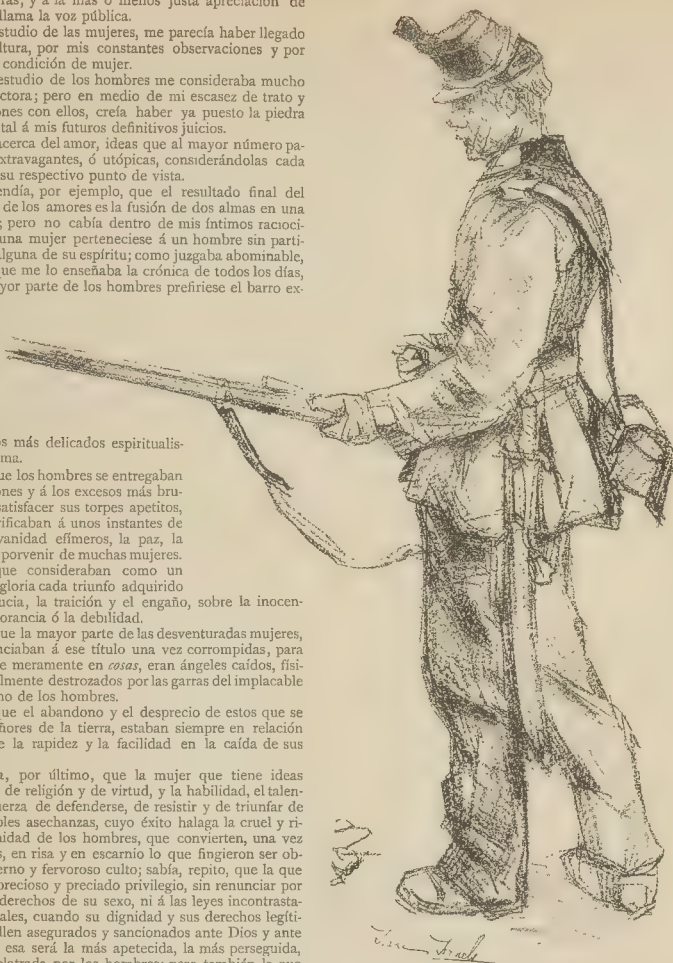 ras, y á la más ó menos justa apreciación de
llama la voz pública.
studio de las mujeres, me parecía haber llegado
ltura, por mis constantes observaciones y por
condición de mujer.
estudio de los hombres me consideraba mucho
ctora; pero en medio de mi escasez de trato y
nes con ellos, creía haber ya puesto la piedra
tal á mis futuros definitivos juicios.
acerca del amor, ideas que al mayor número pa-
xtravagantes, ó utópicas, considerándolas cada
su respectivo punto de vista.
endía, por ejemplo, que el resultado final del
de los amores es la fusión de dos almas en una
; pero no cabía dentro de mis íntimos racioci-
una mujer perteneciese á un hombre sin parti-
lguna de su espíritu; como juzgaba abominable,
ue me lo enseñaba la crónica de todos los días,
yor parte de los hombres prefiriese el barro ex-
s más delicados espiritualis-
ma.
ue los hombres se entregaban
ones y á los excesos más bru-
satisfacer sus torpes apetitos,
rificaban á unos instantes de
vanidad efímeros, la paz, la
porvenir de muchas mujeres.
que consideraban como un
gloria cada triunfo adquirido
ucia, la traición y el engaño, sobre la inocen-
orancia ó la debilidad.
ue la mayor parte de las desventuradas mujeres,
nciaban á ese título una vez corrompidas, para
e meramente en cosas, eran ángeles caídos, físi-
lmente destrozados por las garras del implacable
no de los hombres.
ue el abandono y el desprecio de estos que se
ñores de la tierra, estaban siempre en relación
e la rapidez y la facilidad en la caída de sus
a, por último, que la mujer que tiene ideas
de religión y de virtud, y la habilidad, el talen-
uerza de defenderse, de resistir y de triunfar de
bles asechanzas, cuyo éxito halaga la cruel y ri-
nidad de los hombres, que convierten, una vez
s, en risa y en escarnio lo que fingieron ser ob-
erno y fervoroso culto; sabía, repito, que la que
precioso y preciado privilegio, sin renunciar por
derechos de su sexo, ni á las leyes incontrasta-
ales, cuando su dignidad y sus derechos legíti-
llen asegurados y sancionados ante Dios y ante
esa será la más apetecida, la más perseguida,